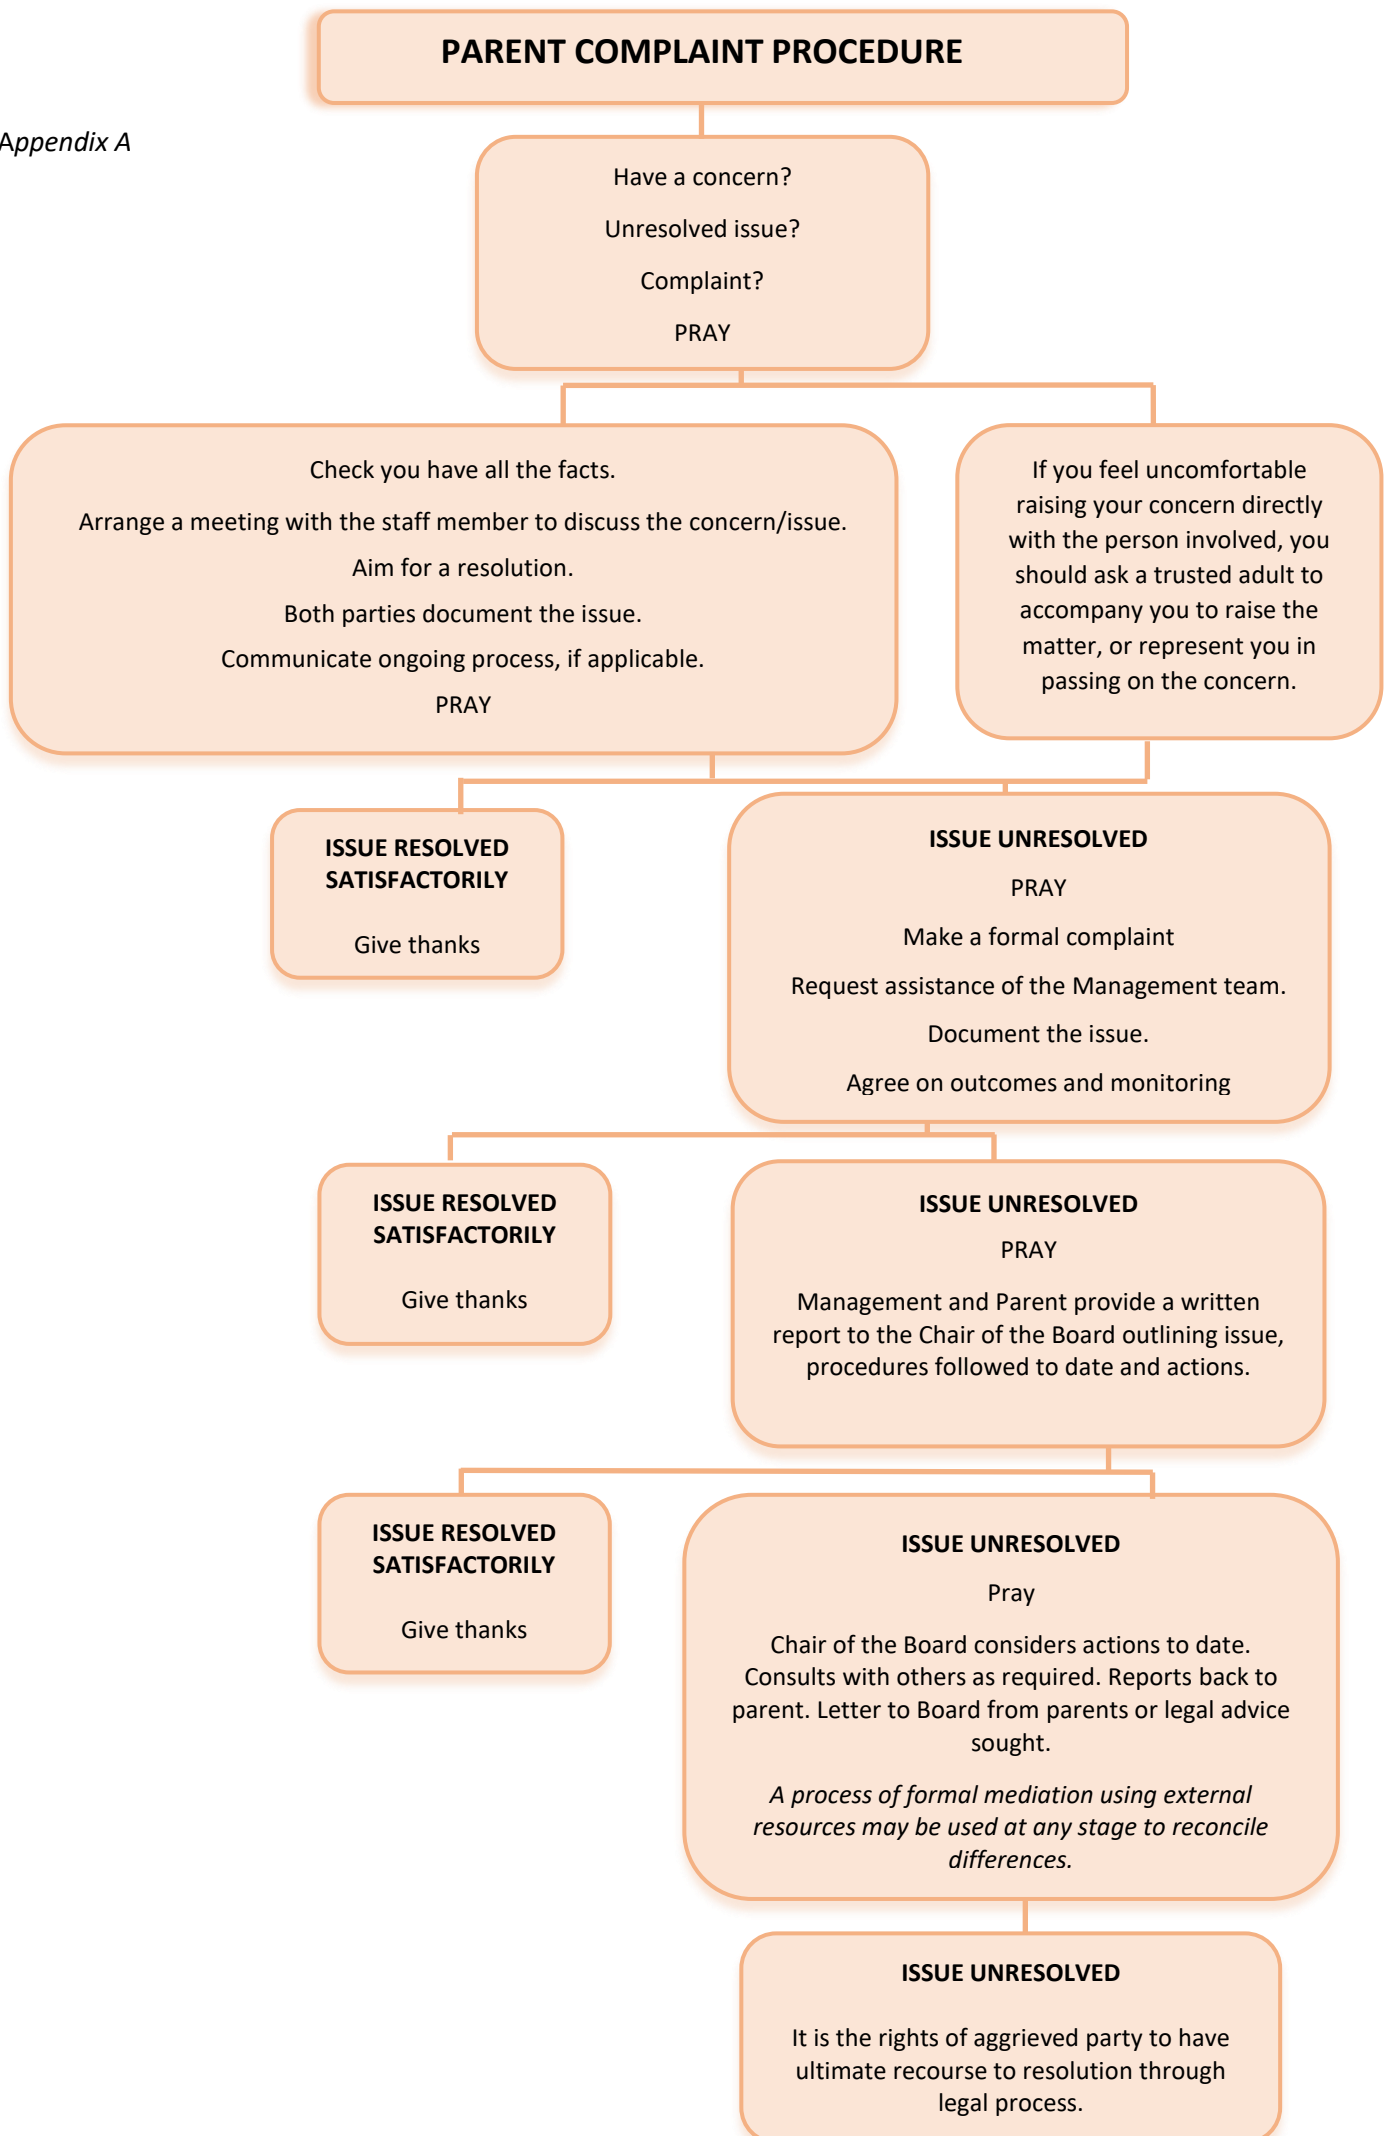 PARENT COMPLAINT PROCEDURE
Appendix A
Have a concern?
Unresolved issue?
Complaint?
PRAY
Check you have all the facts.
Arrange a meeting with the staff member to discuss the concern/issue.
Aim for a resolution.
Both parties document the issue.
Communicate ongoing process, if applicable.
PRAY
If you feel uncomfortable
raising your concern directly
with the person involved, you
should ask a trusted adult to
accompany you to raise the
matter, or represent you in
passing on the concern.
ISSUE RESOLVED
SATISFACTORILY
Give thanks
ISSUE UNRESOLVED
PRAY
Make a formal complaint
Request assistance of the Management team.
Document the issue.
Agree on outcomes and monitoring
ISSUE RESOLVED
SATISFACTORILY
Give thanks
ISSUE UNRESOLVED
PRAY
Management and Parent provide a written
report to the Chair of the Board outlining issue,
procedures followed to date and actions.
ISSUE RESOLVED
SATISFACTORILY
Give thanks
ISSUE UNRESOLVED
Pray
Chair of the Board considers actions to date.
Consults with others as required. Reports back to
parent. Letter to Board from parents or legal advice
sought.
A process of formal mediation using external
resources may be used at any stage to reconcile
differences.
ISSUE UNRESOLVED
It is the rights of aggrieved party to have
ultimate recourse to resolution through
legal process.